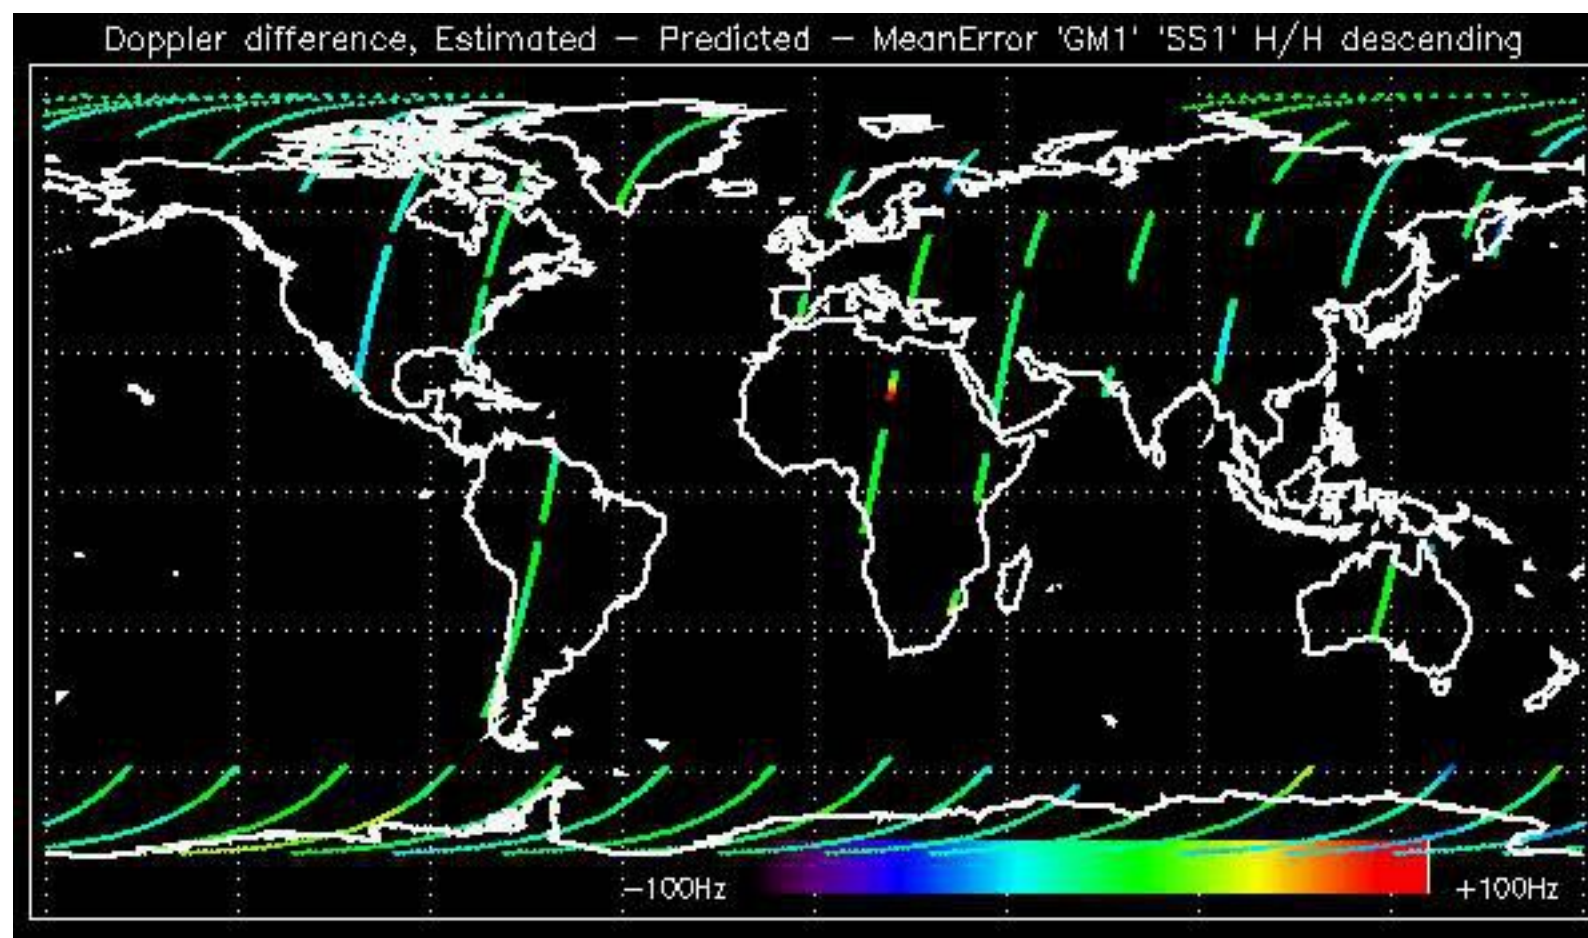 Doppler difference, Estimated – Predicted – MeanError 'GM1' 'SS1' H/H descending
–100Hz
+100Hz